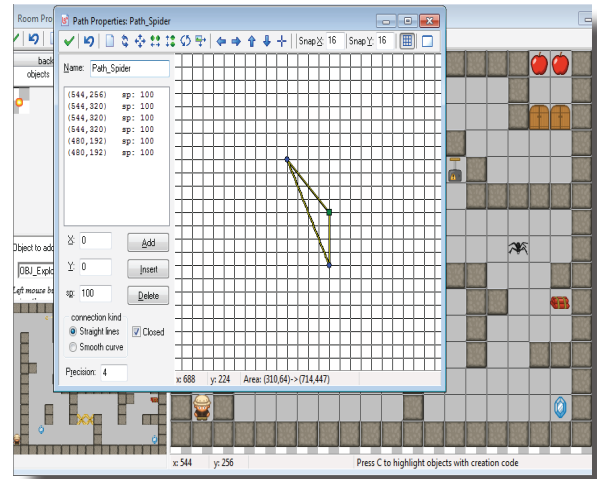 Room Pro
Path Properties: Path_Spider
Snap X: 16 Snap Y: 16
back
objects
Name: Path_Spider
(544,256) sp: 100
(544,320) sp: 100
(544,320) sp: 100
(544,320) sp: 100
(480,192) sp: 100
(480,192) sp: 100
X: 0 Add
Object to add
Y: 0 Insert
OBJ_Explo
sp: 100 Delete
Left mouse b
connection kind
Straight lines Closed
Smooth curve
Precision: 4
x: 688 y: 224 Area: (310,64)->(714,447)
x: 544 y: 256 Press C to highlight objects with creation code